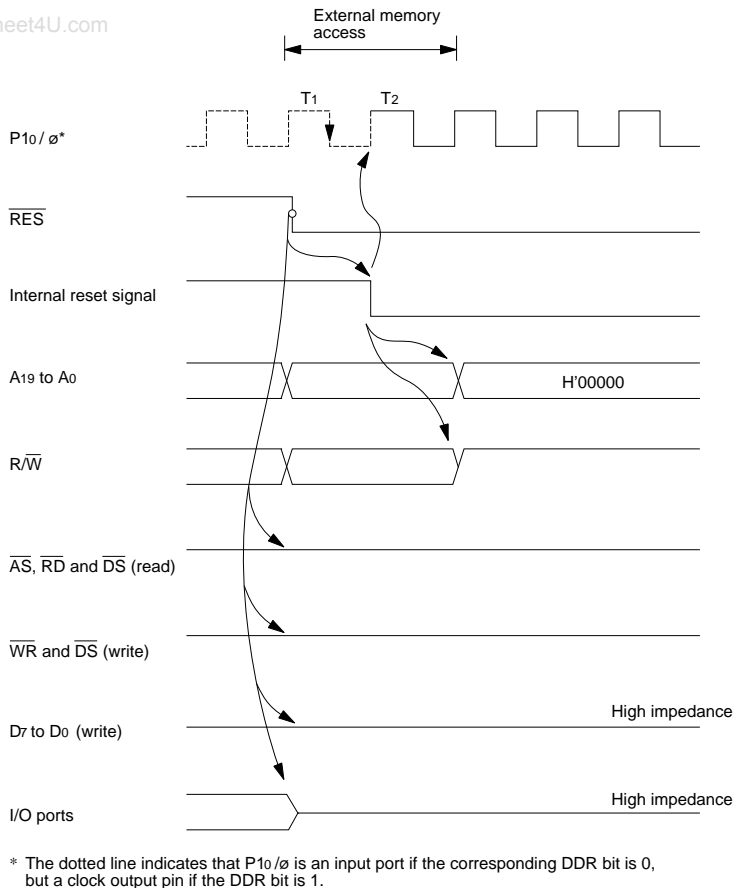 heet4U.com
External memory
access
T1 T2
P10 / ø*
RES
Internal reset signal
A19 to A0
H'00000
R/W
AS, RD and DS (read)
WR and DS (write)
High impedance
D7 to D0 (write)
High impedance
I/O ports
* The dotted line indicates that P10 /ø is an input port if the corresponding DDR bit is 0,
but a clock output pin if the DDR bit is 1.